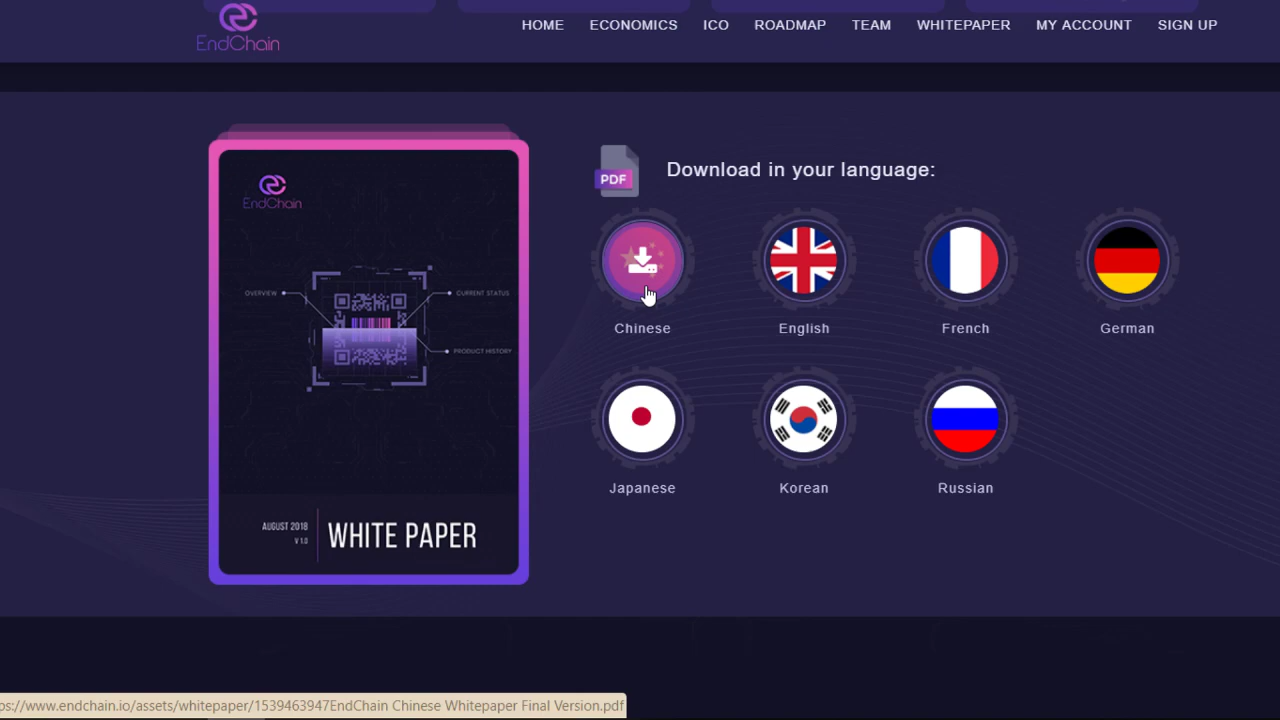 EndChain
HOME ECONOMICS ICO ROADMAP TEAM WHITEPAPER MY ACCOUNT SIGN UP
EndChain
OVERVIEW
CURRENT STATUS
PRODUCT HISTORY
AUGUST 2018
V 1.0
WHITE PAPER
PDF
Download in your language:
Chinese English French German
Japanese Korean Russian
ps://www.endchain.io/assets/whitepaper/1539463947EndChain Chinese Whitepaper Final Version.pdf